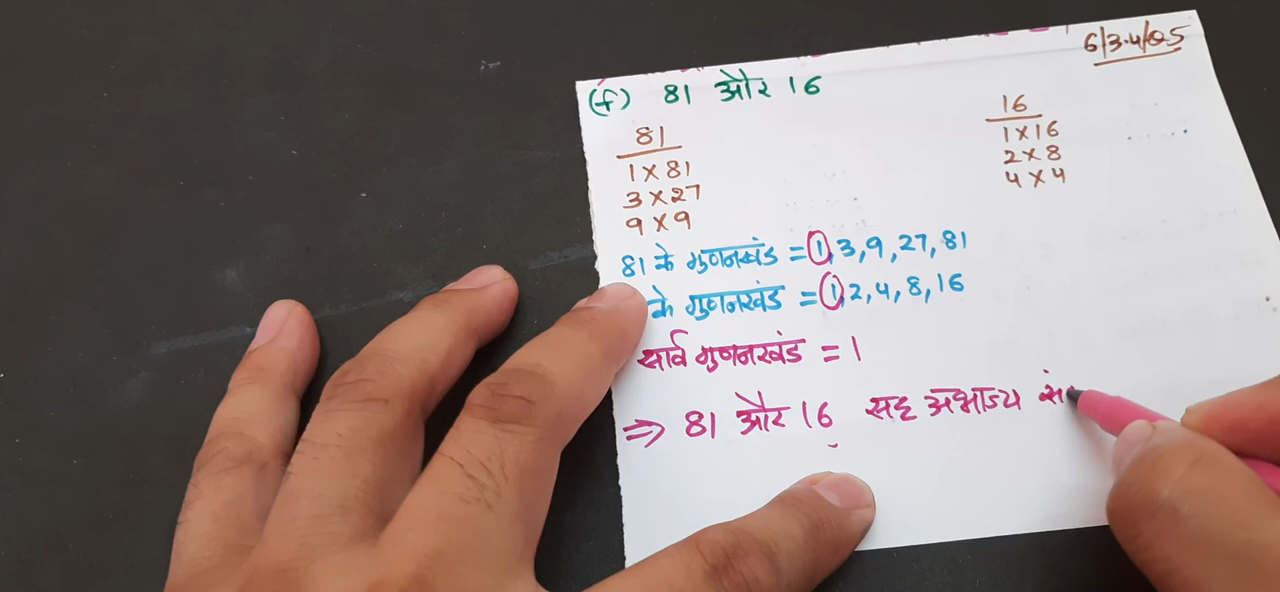 6/3.4/Q5
(f) 81 और 16
81
1 X 81
3 X 27
9 X 9
16
1 X 16
2 X 8
4 X 4
81 के गुणनखंड = 1, 3, 9, 27, 81
के गुणनखंड = 1, 2, 4, 8, 16
सार्व गुणनखंड = 1
⇒ 81 और 16 सह अभाज्य सं